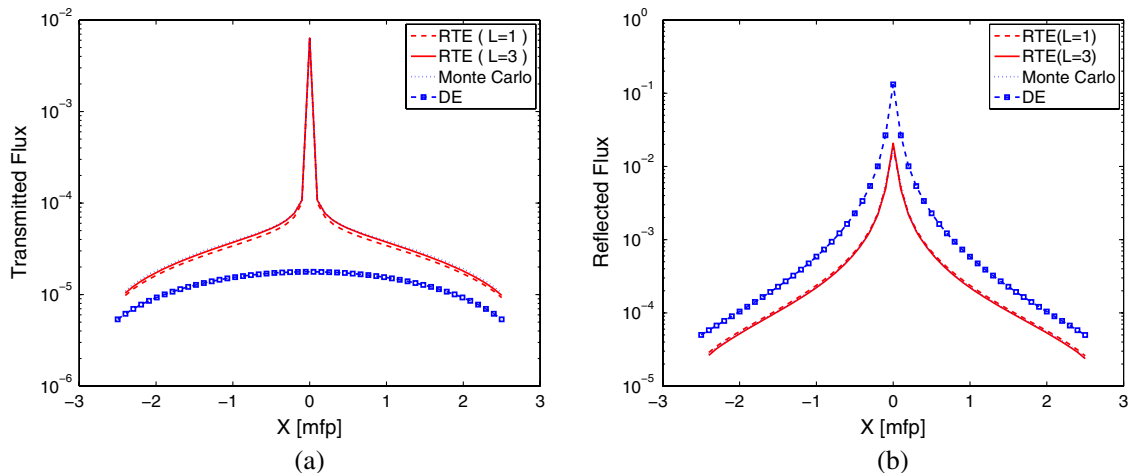 10⁻²
10⁻³
10⁻⁴
10⁻⁵
10⁻⁶
Transmitted Flux
RTE ( L=1 )
RTE ( L=3 )
Monte Carlo
DE
−3 −2 −1 0 1 2 3
X [mfp]
(a)
10⁰
10⁻¹
10⁻²
10⁻³
10⁻⁴
10⁻⁵
Reflected Flux
RTE(L=1)
RTE(L=3)
Monte Carlo
DE
−3 −2 −1 0 1 2 3
X [mfp]
(b)